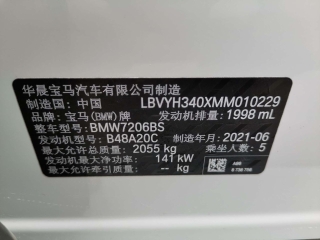 华晨宝马汽车有限公司制造
制造国：中国 LBVYH340XMM010229
品牌：宝马(BMW)牌 发动机排量：1998 mL
整车型号：BMW7206BS
发动机型号：B48A20C 制造年月：2021-06
最大允许总质量：2055 kg 乘坐人数：5
发动机最大净功率：141 kW
最大允许牵引质量：-- kg